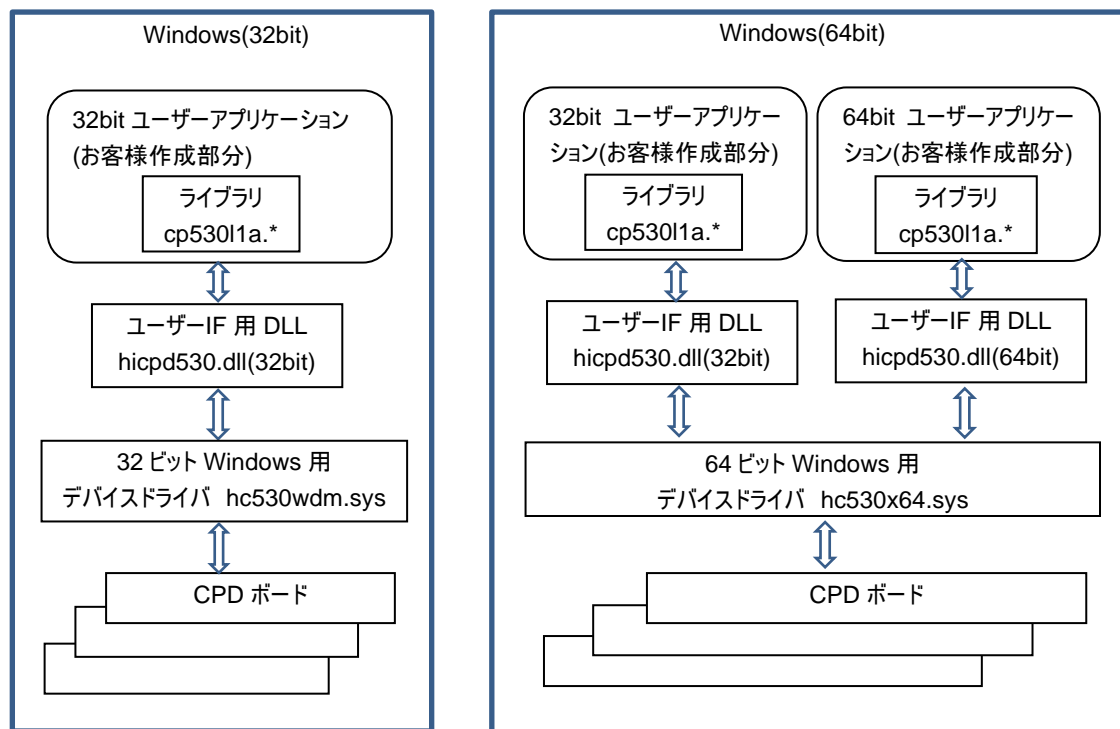 Windows(32bit)
32bit ユーザーアプリケーション
(お客様作成部分)
ライブラリ
cp530l1a.*
ユーザーIF 用 DLL
hicpd530.dll(32bit)
32 ビット Windows 用
デバイスドライバ hc530wdm.sys
CPD ボード
Windows(64bit)
32bit ユーザーアプリケー
ション(お客様作成部分)
ライブラリ
cp530l1a.*
64bit ユーザーアプリケー
ション(お客様作成部分)
ライブラリ
cp530l1a.*
ユーザーIF 用 DLL
hicpd530.dll(32bit)
ユーザーIF 用 DLL
hicpd530.dll(64bit)
64 ビット Windows 用
デバイスドライバ hc530x64.sys
CPD ボード